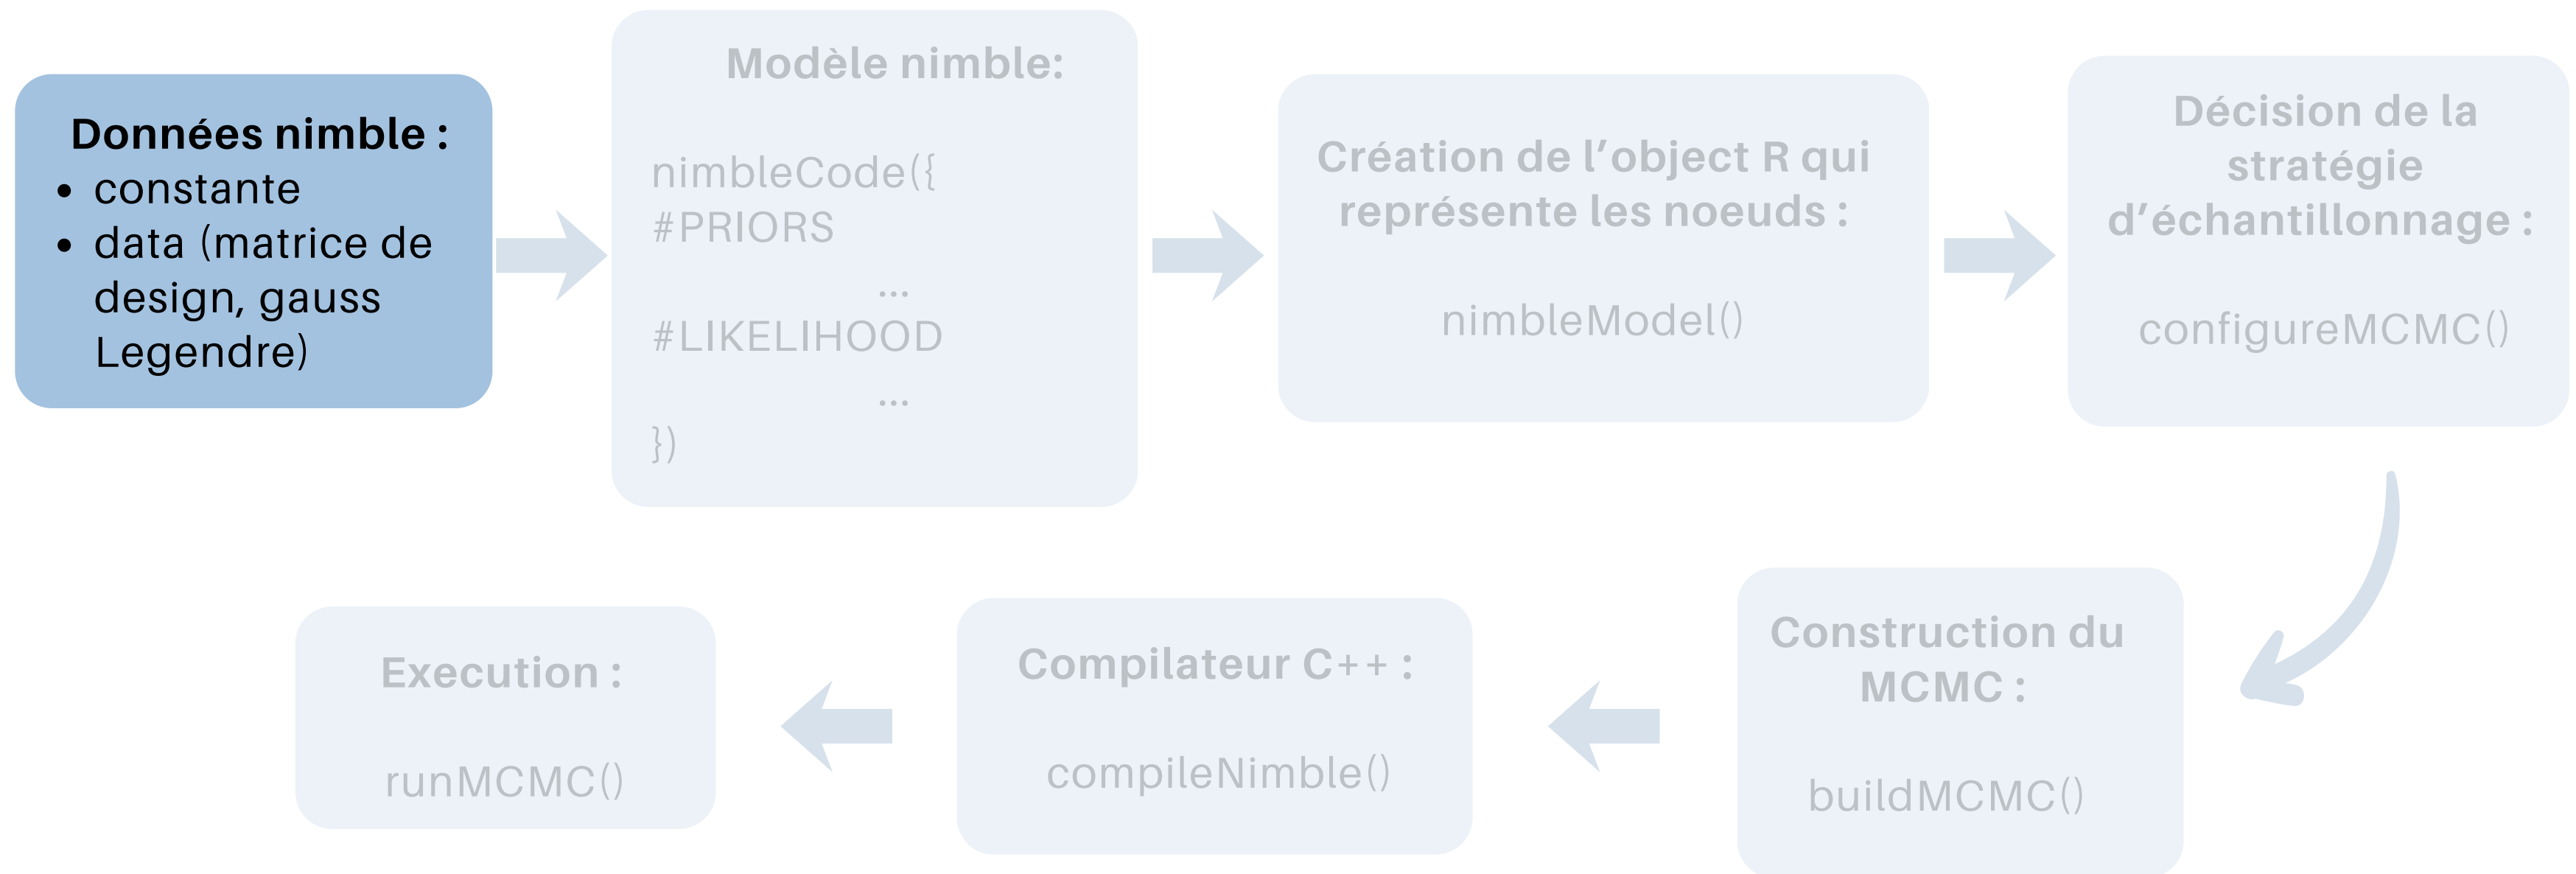 Données nimble :
• constante
• data (matrice de
design, gauss
Legendre)
Modèle nimble:
nimbleCode({
#PRIORS
...
#LIKELIHOOD
...
})
Création de l’object R qui
représente les noeuds :
nimbleModel()
Décision de la
stratégie
d’échantillonnage :
configureMCMC()
Construction du
MCMC :
buildMCMC()
Compilateur C++ :
compileNimble()
Execution :
runMCMC()